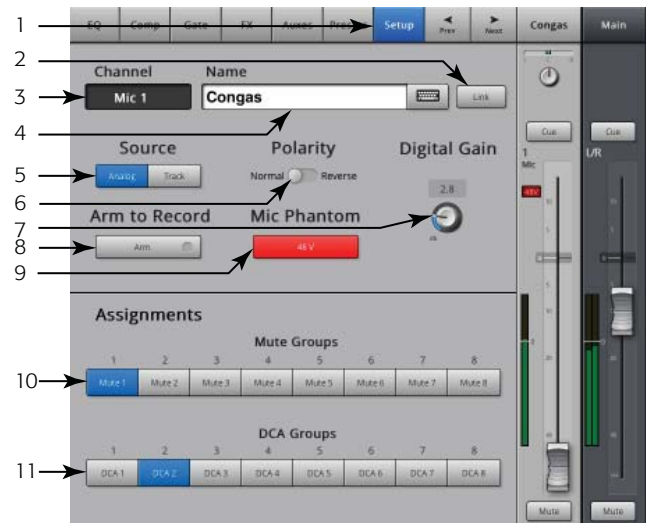 1
EQ Comp Gate FX Auxes Presets Setup Prev Next Congas Main
2
Channel Name
3
Mic 1 Congas Link
4
Cue Cue
Source Polarity Digital Gain
1 L/R
Mic
5
Analog Track Normal Reverse
48V
6
2.8
7
Arm to Record Mic Phantom
8
Arm
dB
9
48 V
Assignments
Mute Groups
1 2 3 4 5 6 7 8
10
Mute 1 Mute 2 Mute 3 Mute 4 Mute 5 Mute 6 Mute 7 Mute 8
DCA Groups
1 2 3 4 5 6 7 8
11
DCA 1 DCA 2 DCA 3 DCA 4 DCA 5 DCA 6 DCA 7 DCA 8
Mute Mute